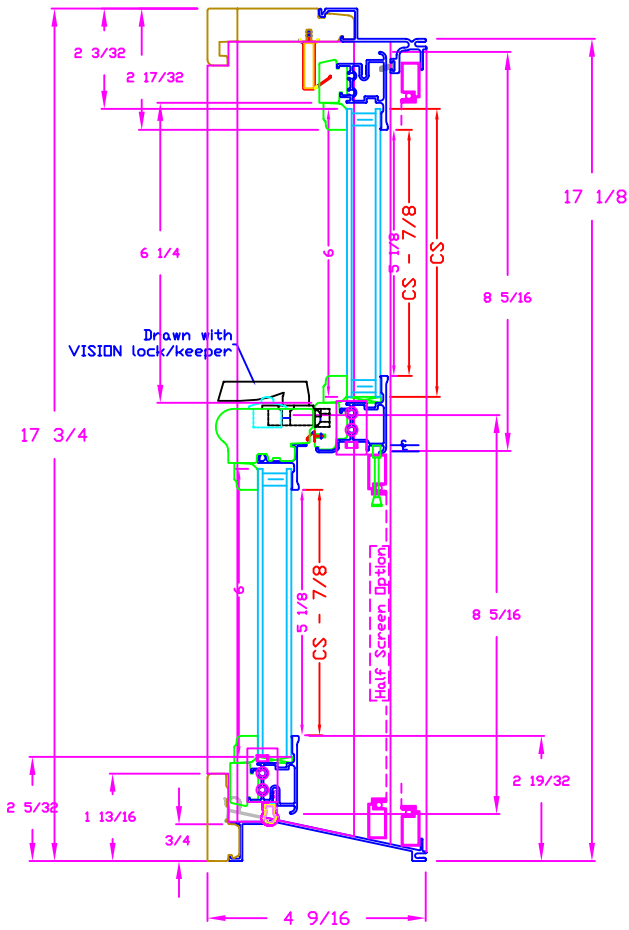 2 3/32
2 17/32
17 1/8
6 1/4
6
5 1/8
CS - 7/8
CS
8 5/16
Drawn with
VISION lock/keeper
17 3/4
6
5 1/8
CS - 7/8
Half Screen Option
8 5/16
2 5/32
1 13/16
3/4
2 19/32
4 9/16